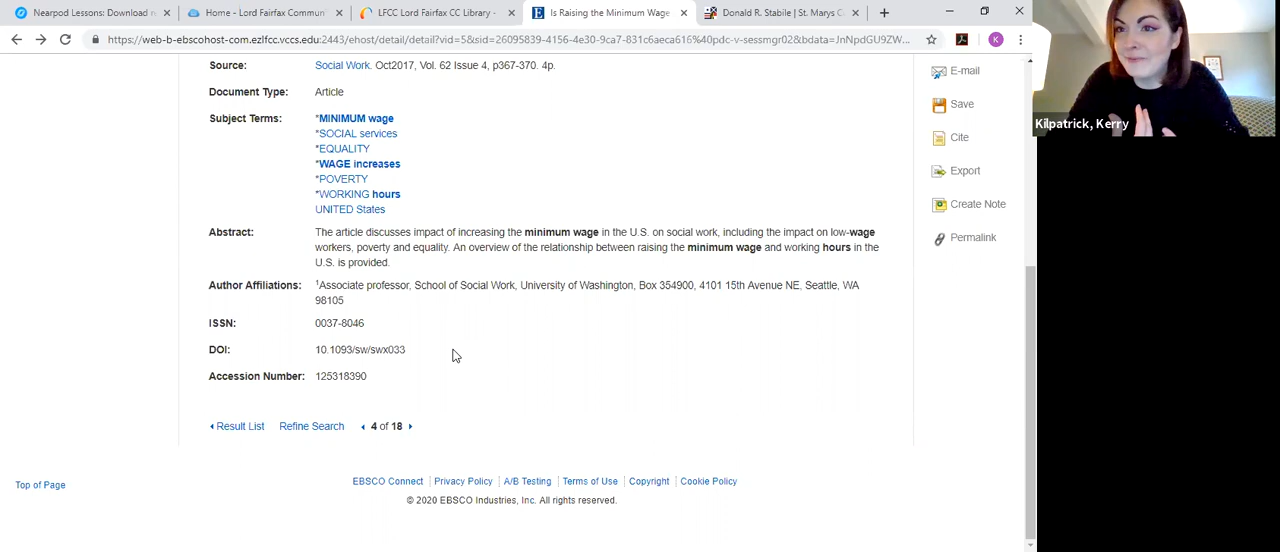 Nearpod Lessons: Download r
Home - Lord Fairfax Commun
LFCC Lord Fairfax CC Library -
Is Raising the Minimum Wage
Donald R. Stabile | St. Marys C
https://web-b-ebscohost-com.ezlfcc.vccs.edu:2443/ehost/detail/detail?vid=5&sid=26095839-4156-4e30-9ca7-831c6aeca616%40pdc-v-sessmgr02&bdata=JnNpdGU9ZW...
K
Source: Social Work. Oct2017, Vol. 62 Issue 4, p367-370. 4p.
Document Type: Article
Subject Terms: *MINIMUM wage
*SOCIAL services
*EQUALITY
*WAGE increases
*POVERTY
*WORKING hours
UNITED States
Abstract: The article discusses impact of increasing the minimum wage in the U.S. on social work, including the impact on low-wage
workers, poverty and equality. An overview of the relationship between raising the minimum wage and working hours in the
U.S. is provided.
Author Affiliations: 1Associate professor, School of Social Work, University of Washington, Box 354900, 4101 15th Avenue NE, Seattle, WA
98105
ISSN: 0037-8046
DOI: 10.1093/sw/swx033
Accession Number: 125318390
Result List Refine Search 4 of 18
E-mail
Save
Cite
Export
Create Note
Permalink
Kilpatrick, Kerry
Top of Page
EBSCO Connect Privacy Policy A/B Testing Terms of Use Copyright Cookie Policy
© 2020 EBSCO Industries, Inc. All rights reserved.